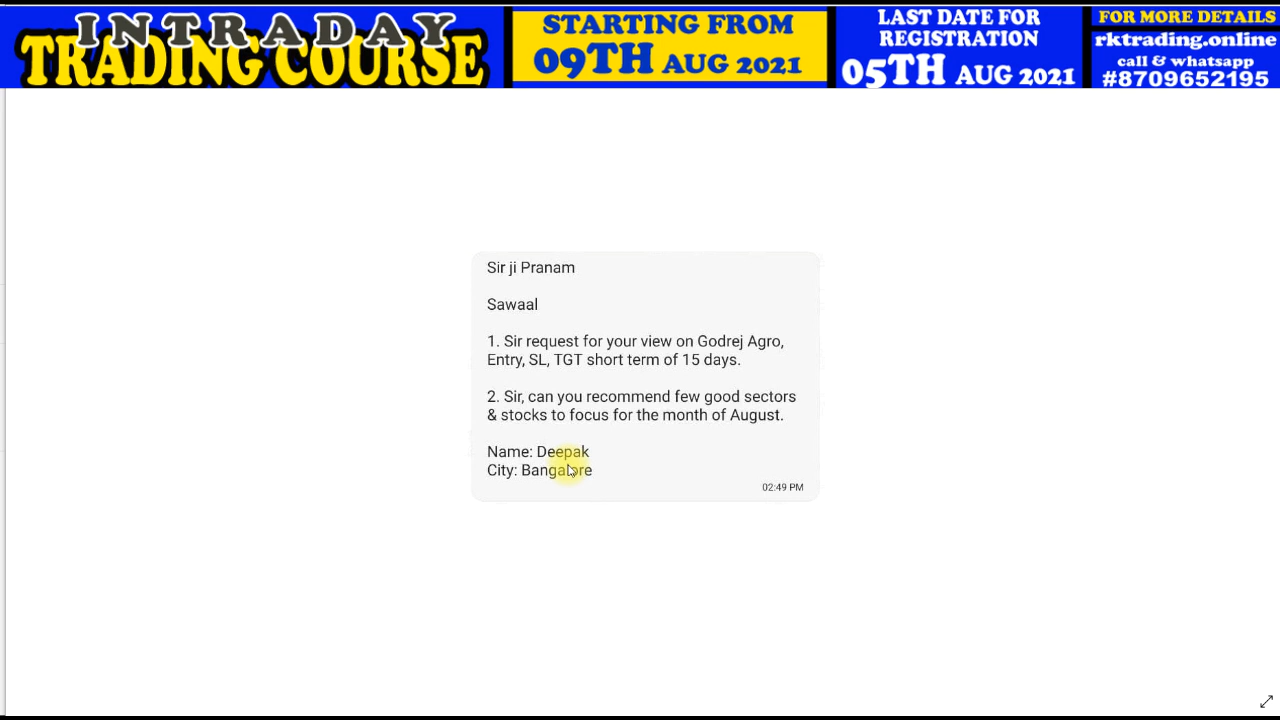 INTRADAY
TRADING COURSE
STARTING FROM
09TH AUG 2021
LAST DATE FOR
REGISTRATION
05TH AUG 2021
FOR MORE DETAILS
rktrading.online
call & whatsapp
#8709652195
Sir ji Pranam
Sawaal
1. Sir request for your view on Godrej Agro,
Entry, SL, TGT short term of 15 days.
2. Sir, can you recommend few good sectors
& stocks to focus for the month of August.
Name: Deepak
City: Bangalore
02:49 PM